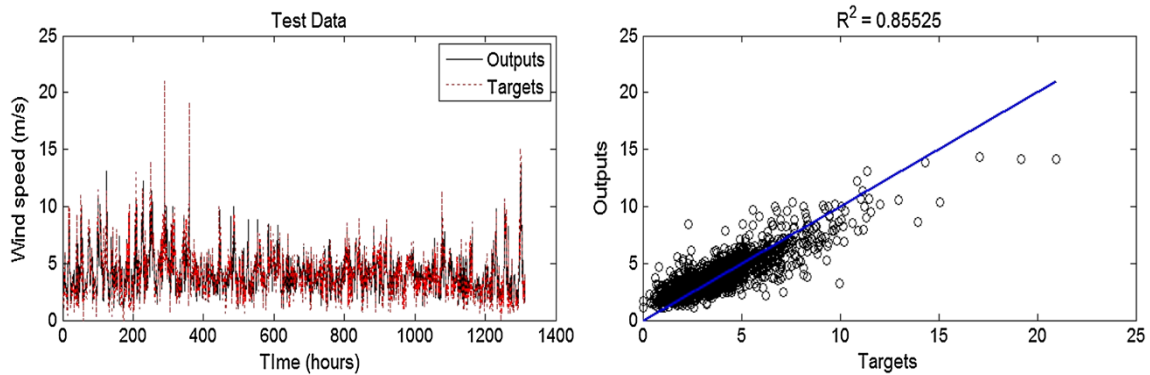 Test Data
25
20
15
10
5
0
Wind speed (m/s)
Outputs
Targets
0 200 400 600 800 1000 1200 1400
TIme (hours)
R² = 0.85525
25
20
15
10
5
0
Outputs
0 5 10 15 20 25
Targets